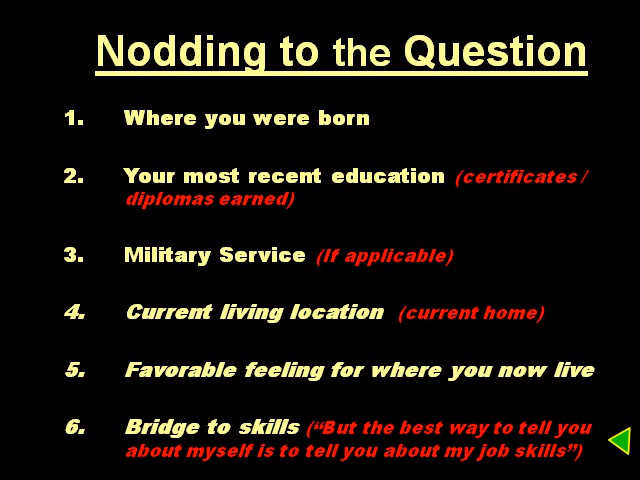 Nodding to the Question
1. Where you were born
2. Your most recent education (certificates /
diplomas earned)
3. Military Service (If applicable)
4. Current living location (current home)
5. Favorable feeling for where you now live
6. Bridge to skills (“But the best way to tell you
about myself is to tell you about my job skills”)